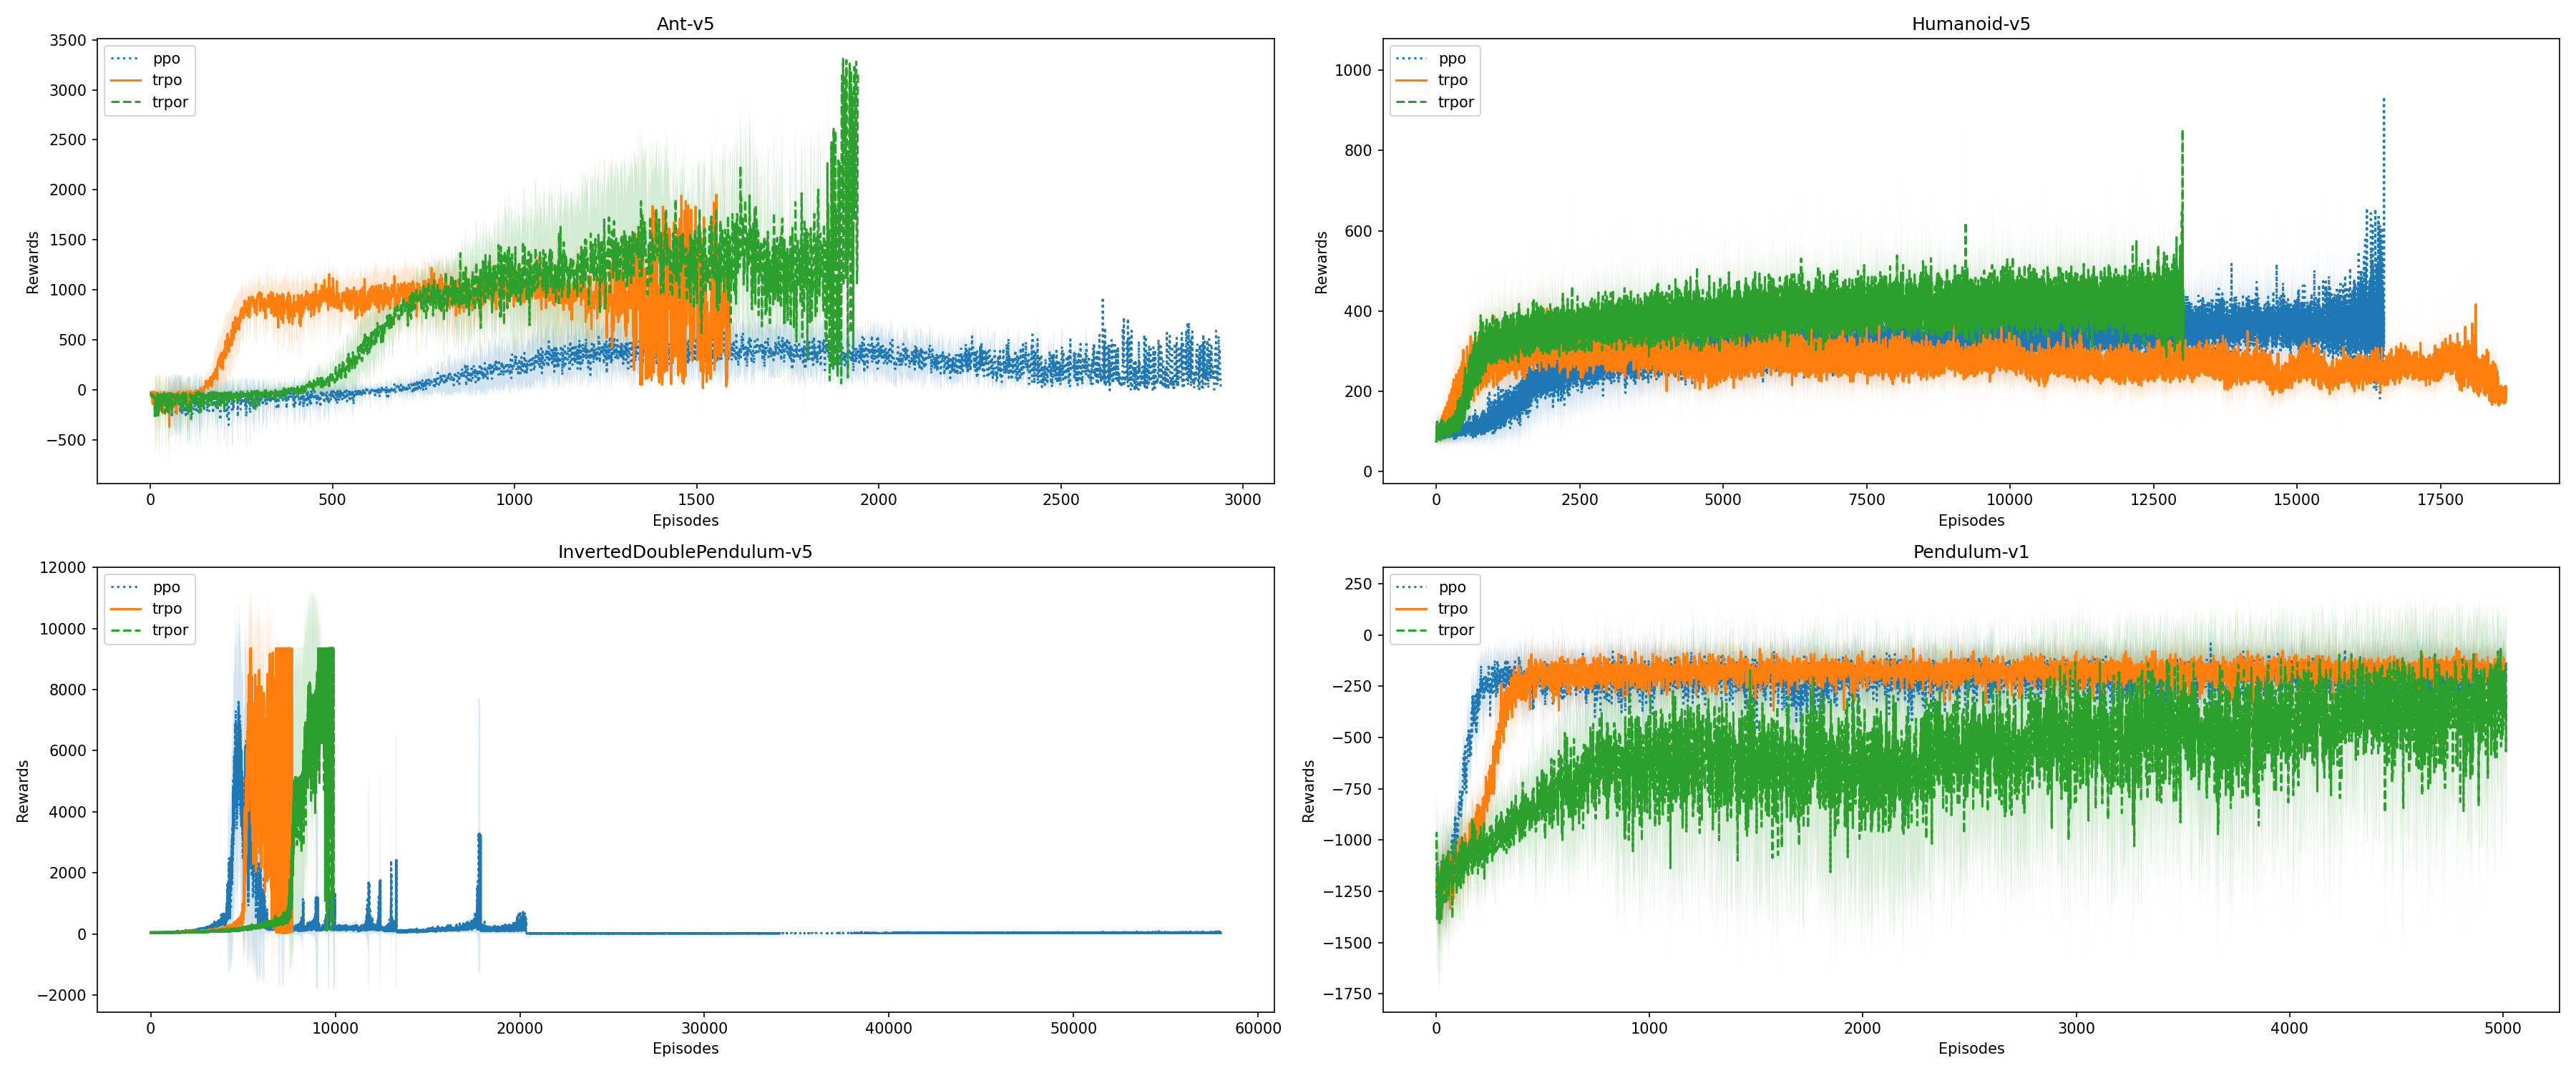 Ant-v5
3500
3000
2500
2000
1500
1000
500
0
−500
Rewards
ppo
trpo
trpor
0 500 1000 1500 2000 2500 3000
Episodes
Humanoid-v5
1000
800
600
400
200
0
Rewards
ppo
trpo
trpor
0 2500 5000 7500 10000 12500 15000 17500
Episodes
InvertedDoublePendulum-v5
12000
10000
8000
6000
4000
2000
0
−2000
Rewards
ppo
trpo
trpor
0 10000 20000 30000 40000 50000 60000
Episodes
Pendulum-v1
250
0
−250
−500
−750
−1000
−1250
−1500
−1750
Rewards
ppo
trpo
trpor
0 1000 2000 3000 4000 5000
Episodes